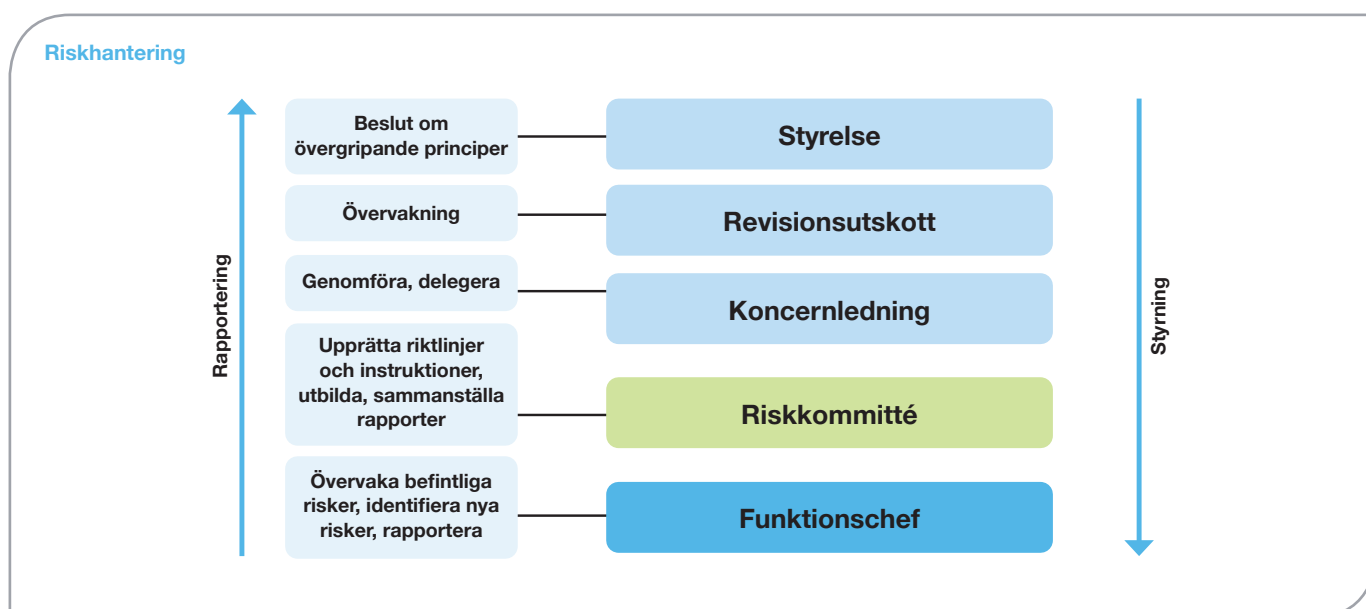 Riskhantering
Rapportering
Beslut om
övergripande principer
Styrelse
Övervakning
Revisionsutskott
Genomföra, delegera
Koncernledning
Upprätta riktlinjer
och instruktioner,
utbilda, sammanställa
rapporter
Riskkommitté
Övervaka befintliga
risker, identifiera nya
risker, rapportera
Funktionschef
Styrning